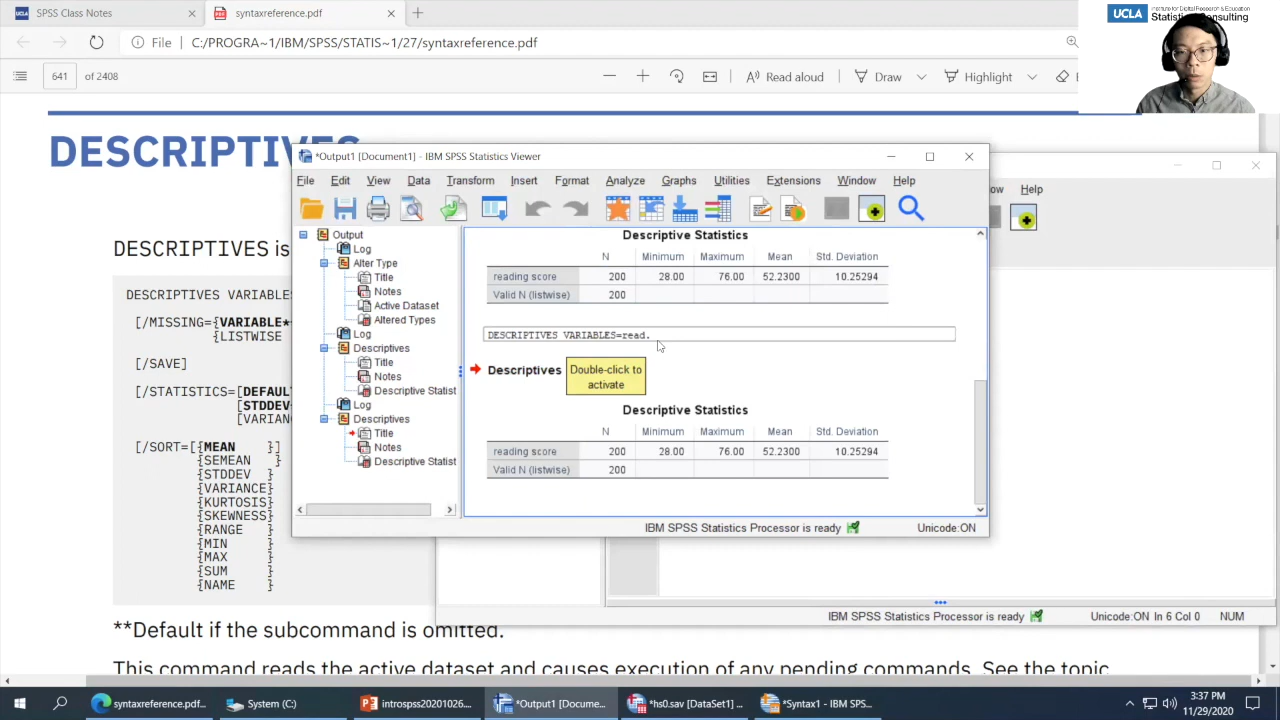 SPSS Class Notes
syntaxreference.pdf
UCLA
Institute for Digital Research & Education
Statistical Consulting
File C:/PROGRA~1/IBM/SPSS/STATIS~1/27/syntaxreference.pdf
641 of 2408
Read aloud
Draw
Highlight
DESCRIPTIVES
*Output1 [Document1] - IBM SPSS Statistics Viewer
File Edit View Data Transform Insert Format Analyze Graphs Utilities Extensions Window Help
Help
Output
Log
Alter Type
Title
Notes
Active Dataset
Altered Types
Log
Descriptives
Title
Notes
Descriptive Statist
Log
Descriptives
Title
Notes
Descriptive Statist
Descriptive Statistics
N Minimum Maximum Mean Std. Deviation
reading score 200 28.00 76.00 52.2300 10.25294
Valid N (listwise) 200
DESCRIPTIVES VARIABLES=read.
Descriptives
Double-click to
activate
Descriptive Statistics
N Minimum Maximum Mean Std. Deviation
reading score 200 28.00 76.00 52.2300 10.25294
Valid N (listwise) 200
IBM SPSS Statistics Processor is ready Unicode:ON
DESCRIPTIVES is
DESCRIPTIVES VARIABLE
[/MISSING={VARIABLE*
{LISTWISE
[/SAVE]
[/STATISTICS=[DEFAUL
[STDDEV
[VARIAN
[/SORT=[{MEAN }]
{SEMEAN }
{STDDEV }
{VARIANCE}
{KURTOSIS}
{SKEWNESS}
{RANGE }
{MIN }
{MAX }
{SUM }
{NAME }
IBM SPSS Statistics Processor is ready Unicode:ON In 6 Col 0 NUM
**Default if the subcommand is omitted.
This command reads the active dataset and causes execution of any pending commands. See the topic
syntaxreference.pdf...
System (C:)
introspss20201026...
*Output1 [Docume...
*hs0.sav [DataSet1] ...
*Syntax1 - IBM SPS...
3:37 PM
11/29/2020